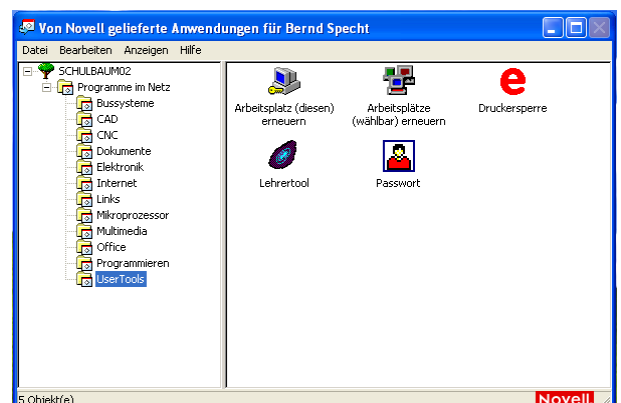 Von Novell gelieferte Anwendungen für Bernd Specht
Datei Bearbeiten Anzeigen Hilfe
SCHULBAUM02
Programme im Netz
Bussysteme
CAD
CNC
Dokumente
Elektronik
Internet
Links
Mikroprozessor
Multimedia
Office
Programmieren
UserTools
Arbeitsplatz (diesen)
erneuern
Arbeitsplätze
(wählbar) erneuern
Druckersperre
Lehrertool
Passwort
5 Objekt(e)
Novell